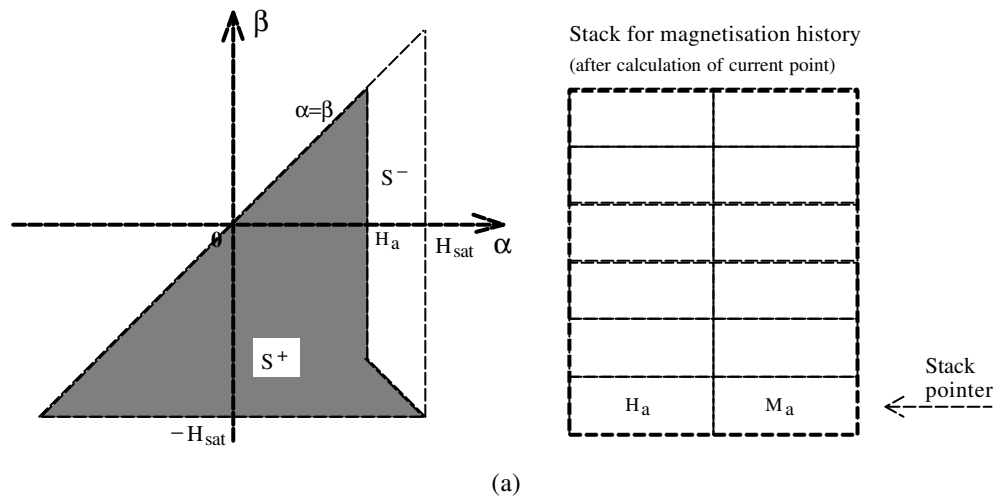 β
Stack for magnetisation history
(after calculation of current point)
α=β
S⁻
0
Hₐ
H_sat
α
S⁺
Stack
pointer
Hₐ
Mₐ
−H_sat
(a)